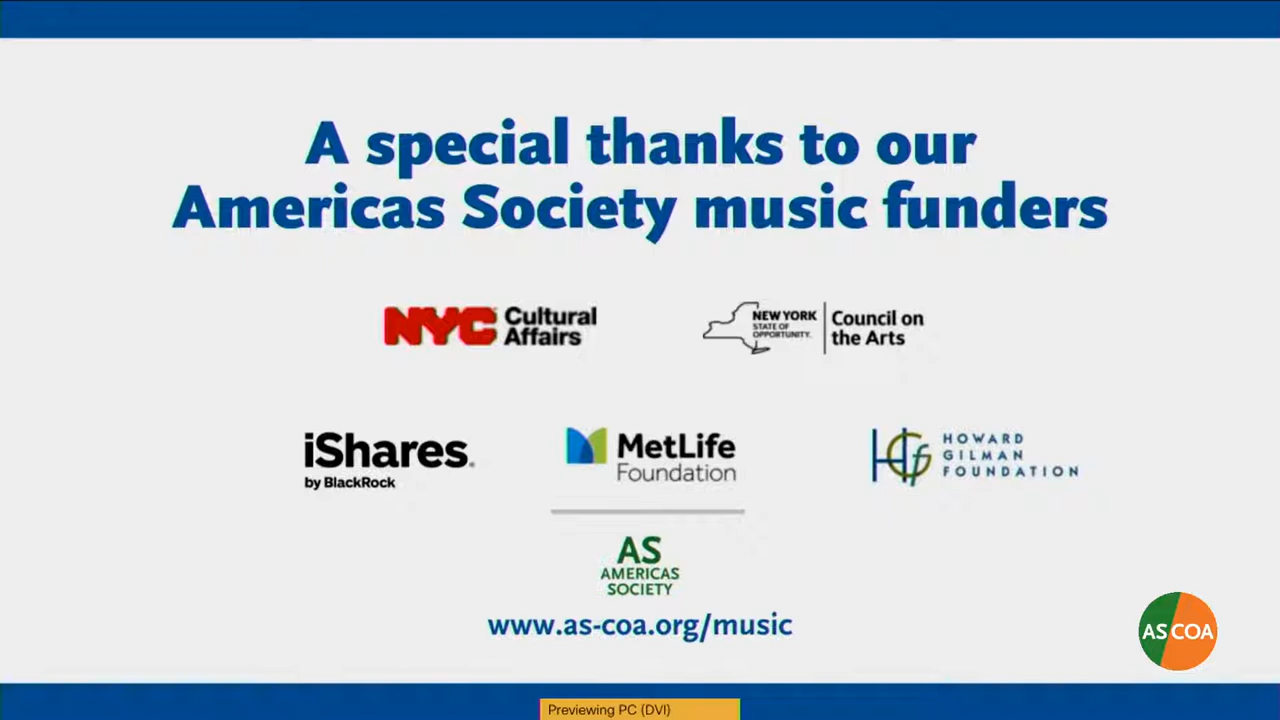 A special thanks to our
Americas Society music funders
NYC Cultural
Affairs
NEW YORK
STATE OF
OPPORTUNITY.
Council on
the Arts
iShares.
by BlackRock
MetLife
Foundation
HGf
HOWARD
GILMAN
FOUNDATION
AS
AMERICAS
SOCIETY
www.as-coa.org/music
AS COA
Previewing PC (DVI)